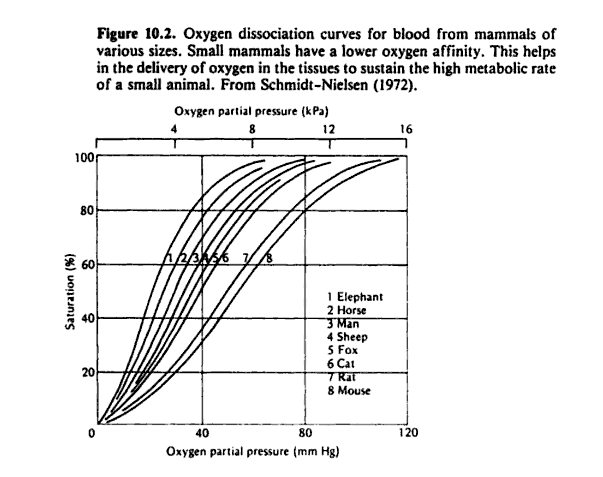 Figure 10.2. Oxygen dissociation curves for blood from mammals of
various sizes. Small mammals have a lower oxygen affinity. This helps
in the delivery of oxygen in the tissues to sustain the high metabolic rate
of a small animal. From Schmidt-Nielsen (1972).
Oxygen partial pressure (kPa)
4 8 12 16
100
80
60
40
20
0
Saturation (%)
1 2 3 4 5 6 7 8
1 Elephant
2 Horse
3 Man
4 Sheep
5 Fox
6 Cat
7 Rat
8 Mouse
40 80 120
Oxygen partial pressure (mm Hg)